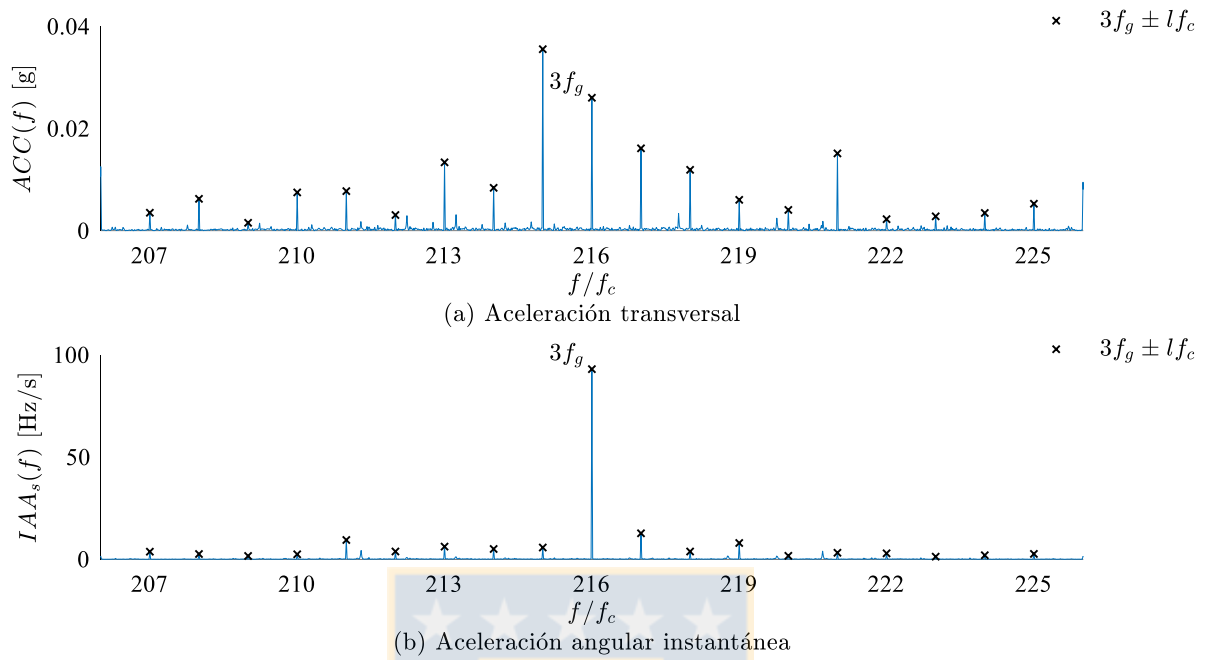 3f_g ± lf_c
0.04
0.02
0
ACC(f) [g]
3f_g
207 210 213 216 219 222 225
f/f_c
(a) Aceleración transversal
3f_g ± lf_c
100
50
0
IAA_s(f) [Hz/s]
3f_g
207 210 213 216 219 222 225
f/f_c
(b) Aceleración angular instantánea